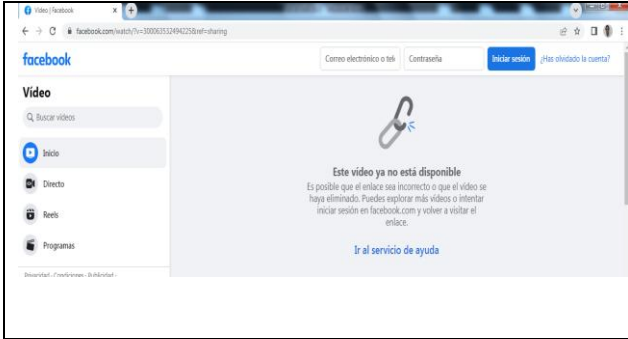 Vídeo | Facebook
facebook.com/watch/?v=3000635324942258&ref=sharing
facebook
Correo electrónico o telé
Contraseña
Iniciar sesión
¿Has olvidado la cuenta?
Vídeo
Buscar vídeos
Inicio
Directo
Reels
Programas
Este vídeo ya no está disponible
Es posible que el enlace sea incorrecto o que el vídeo se
haya eliminado. Puedes explorar más vídeos o intentar
iniciar sesión en facebook.com y volver a visitar el
enlace.
Ir al servicio de ayuda
Privacidad · Condiciones · Publicidad ·